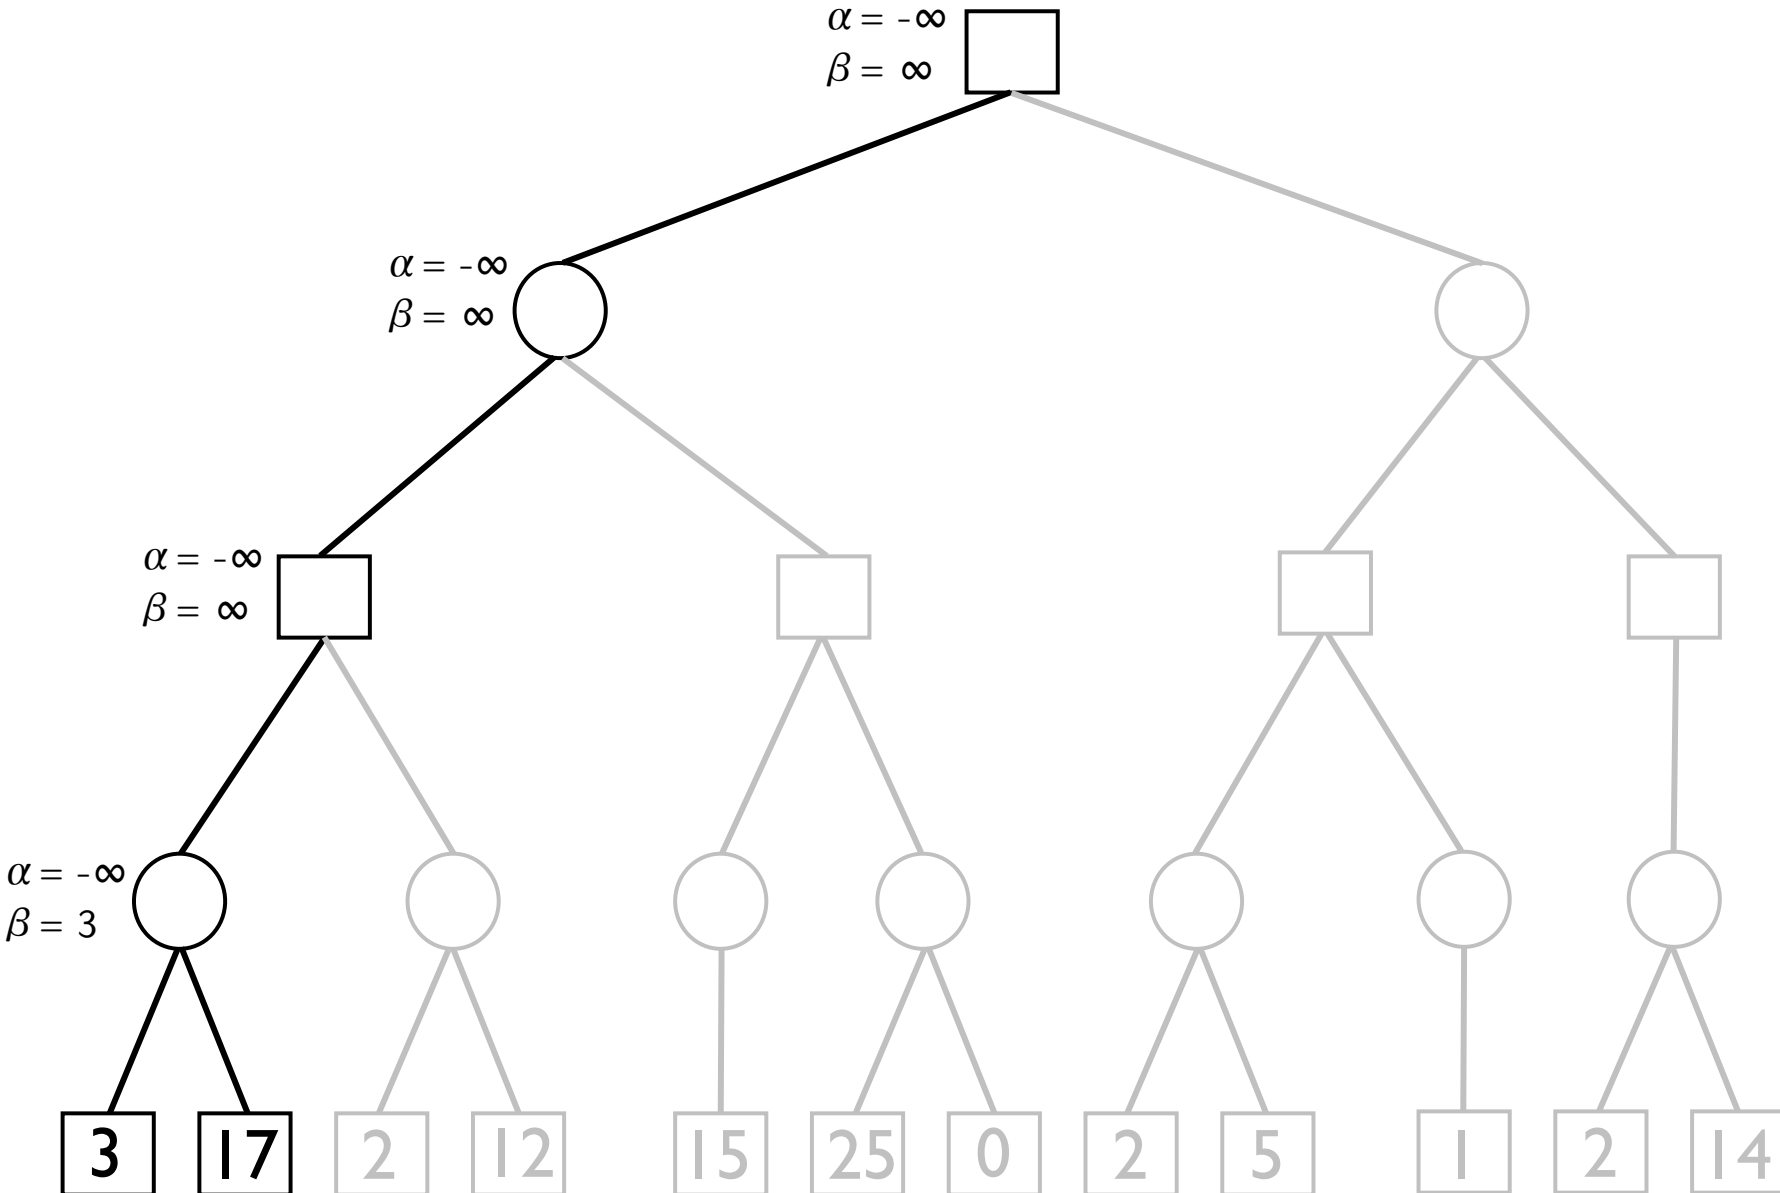 α = -∞
β = ∞
α = -∞
β = ∞
α = -∞
β = ∞
α = -∞
β = 3
3 17 2 12 15 25 0 2 5 1 2 14